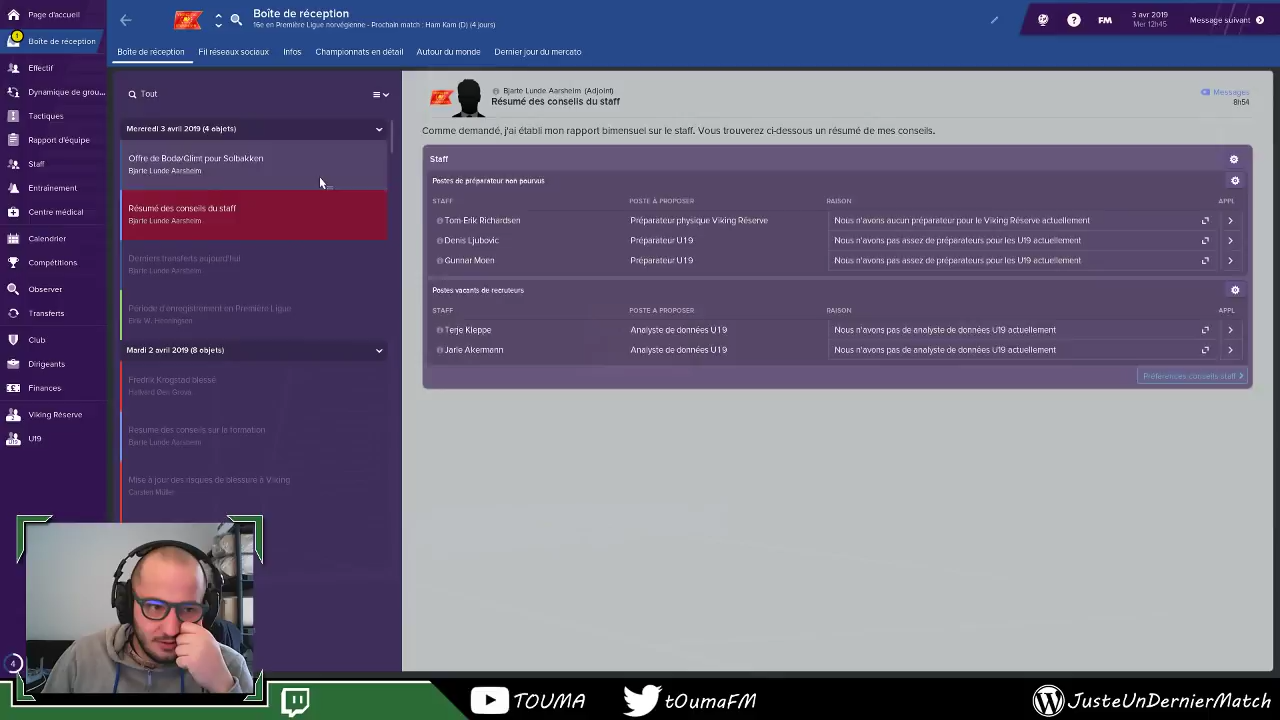 Page d'accueil
Boîte de réception
Effectif
Dynamique de grou...
Tactiques
Rapport d'équipe
Staff
Entraînement
Centre médical
Calendrier
Compétitions
Observer
Transferts
Club
Dirigeants
Finances
Viking Réserve
U19
1
4
Boîte de réception
16e en Première Ligue norvégienne - Prochain match : Ham Kam (D) (4 jours)
FM
3 avr 2019
Mer 12h45
Message suivant
Boîte de réception
Fil réseaux sociaux
Infos
Championnats en détail
Autour du monde
Dernier jour du mercato
Tout
Mercredi 3 avril 2019 (4 objets)
Offre de Bodø/Glimt pour Solbakken
Bjarte Lunde Aarsheim
Résumé des conseils du staff
Bjarte Lunde Aarsheim
Derniers transferts aujourd'hui
Bjarte Lunde Aarsheim
Période d'enregistrement en Première Ligue
Eirik W. Henningsen
Mardi 2 avril 2019 (8 objets)
Fredrik Krogstad blessé
Résumé des conseils sur la formation
Bjarte Lunde Aarsheim
Mise à jour des risques de blessure à Viking
Carsten Müller
Bjarte Lunde Aarsheim (Adjoint)
Résumé des conseils du staff
Messages
8h54
Comme demandé, j'ai établi mon rapport bimensuel sur le staff. Vous trouverez ci-dessous un résumé de mes conseils.
Staff
Postes de préparateur non pourvus
STAFF POSTE À PROPOSER RAISON APPL
Tom-Erik Richardsen Préparateur physique Viking Réserve Nous n'avons aucun préparateur pour le Viking Réserve actuellement
Denis Ljubovic Préparateur U19 Nous n'avons pas assez de préparateurs pour les U19 actuellement
Gunnar Moen Préparateur U19 Nous n'avons pas assez de préparateurs pour les U19 actuellement
Postes vacants de recruteurs
STAFF POSTE À PROPOSER RAISON APPL
Terje Kleppe Analyste de données U19 Nous n'avons pas de analyste de données U19 actuellement
Jarle Akermann Analyste de données U19 Nous n'avons pas de analyste de données U19 actuellement
Préférences conseils staff
TOUMA
tOumaFM
JusteUnDernierMatch